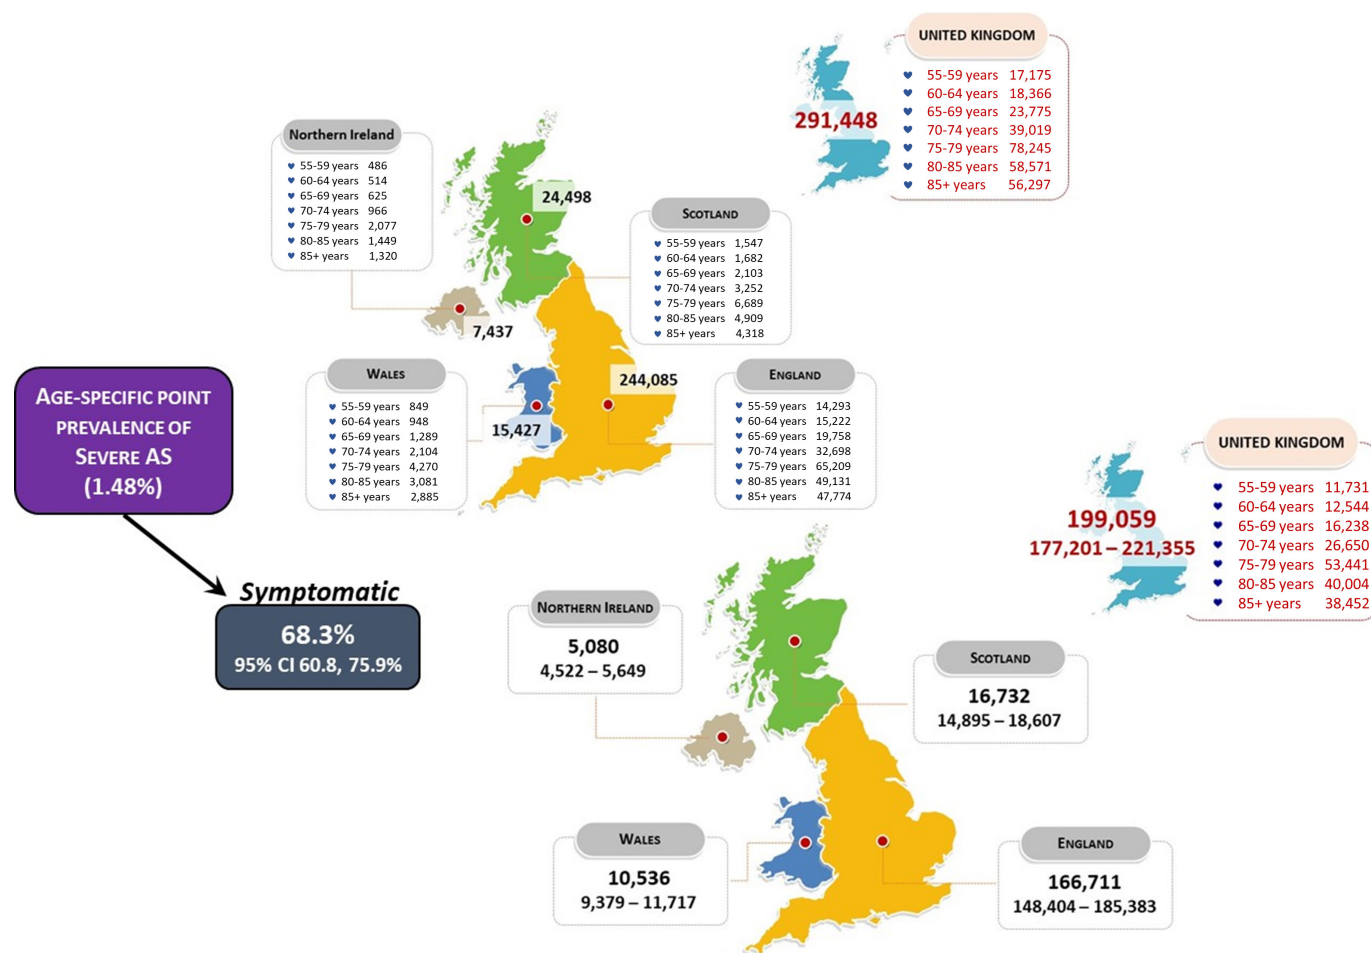 UNITED KINGDOM
55-59 years 17,175
60-64 years 18,366
65-69 years 23,775
70-74 years 39,019
75-79 years 78,245
80-85 years 58,571
85+ years 56,297
291,448
Northern Ireland
55-59 years 486
60-64 years 514
65-69 years 625
70-74 years 966
75-79 years 2,077
80-85 years 1,449
85+ years 1,320
24,498
SCOTLAND
55-59 years 1,547
60-64 years 1,682
65-69 years 2,103
70-74 years 3,252
75-79 years 6,689
80-85 years 4,909
85+ years 4,318
7,437
WALES
55-59 years 849
60-64 years 948
65-69 years 1,289
70-74 years 2,104
75-79 years 4,270
80-85 years 3,081
85+ years 2,885
15,427
244,085
ENGLAND
55-59 years 14,293
60-64 years 15,222
65-69 years 19,758
70-74 years 32,698
75-79 years 65,209
80-85 years 49,131
85+ years 47,774
AGE-SPECIFIC POINT
PREVALENCE OF
SEVERE AS
(1.48%)
Symptomatic
68.3%
95% CI 60.8, 75.9%
UNITED KINGDOM
55-59 years 11,731
60-64 years 12,544
65-69 years 16,238
70-74 years 26,650
75-79 years 53,441
80-85 years 40,004
85+ years 38,452
199,059
177,201 – 221,355
NORTHERN IRELAND
5,080
4,522 – 5,649
SCOTLAND
16,732
14,895 – 18,607
WALES
10,536
9,379 – 11,717
ENGLAND
166,711
148,404 – 185,383